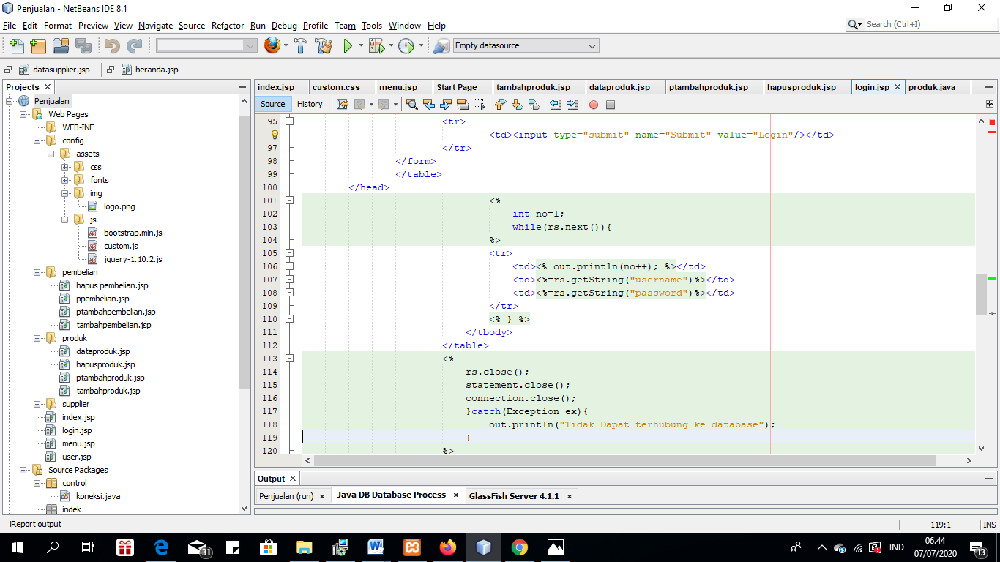 Penjualan - NetBeans IDE 8.1
File Edit Format Preview View Navigate Source Refactor Run Debug Profile Team Tools Window Help
Search (Ctrl+I)
Empty datasource
datasupplier.jsp
beranda.jsp
Projects
Penjualan
Web Pages
WEB-INF
config
assets
css
fonts
img
logo.png
js
bootstrap.min.js
custom.js
jquery-1.10.2.js
pembelian
hapus pembelian.jsp
ppembelian.jsp
ptambahpembelian.jsp
tambahpembelian.jsp
produk
dataproduk.jsp
hapusproduk.jsp
ptambahproduk.jsp
tambahproduk.jsp
supplier
index.jsp
login.jsp
menu.jsp
user.jsp
Source Packages
control
koneksi.java
indek
index.jsp custom.css menu.jsp Start Page tambahproduk.jsp dataproduk.jsp ptambahproduk.jsp hapusproduk.jsp login.jsp produk.java
Source History
95 <tr>
<td><input type="submit" name="Submit" value="Login"/></td>
97 </tr>
98 </form>
99 </table>
100 </head>
101 <%
102 int no=1;
103 while(rs.next()){
104 %>
105 <tr>
106 <td><% out.println(no++); %></td>
107 <td><%=rs.getString("username")%></td>
108 <td><%=rs.getString("password")%></td>
109 </tr>
110 <% } %>
111 </tbody>
112 </table>
113 <%
114 rs.close();
115 statement.close();
116 connection.close();
117 }catch(Exception ex){
118 out.println("Tidak Dapat terhubung ke database");
119 }
120 %>
Output
Penjualan (run) Java DB Database Process GlassFish Server 4.1.1
iReport output
119:1 INS
31
IND
06.44
07/07/2020
13